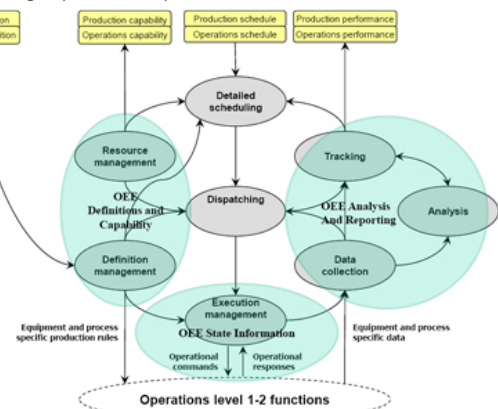 Production capability
Production schedule
Production performance
Operations capability
Operations schedule
Operations performance
Detailed
scheduling
Resource
management
Tracking
OEE
Definitions and
Capability
Dispatching
OEE Analysis
And Reporting
Analysis
Definition
management
Data
collection
Execution
management
OEE State Information
Equipment and process
specific production rules
Equipment and process
specific data
Operational
commands
Operational
responses
Operations level 1-2 functions